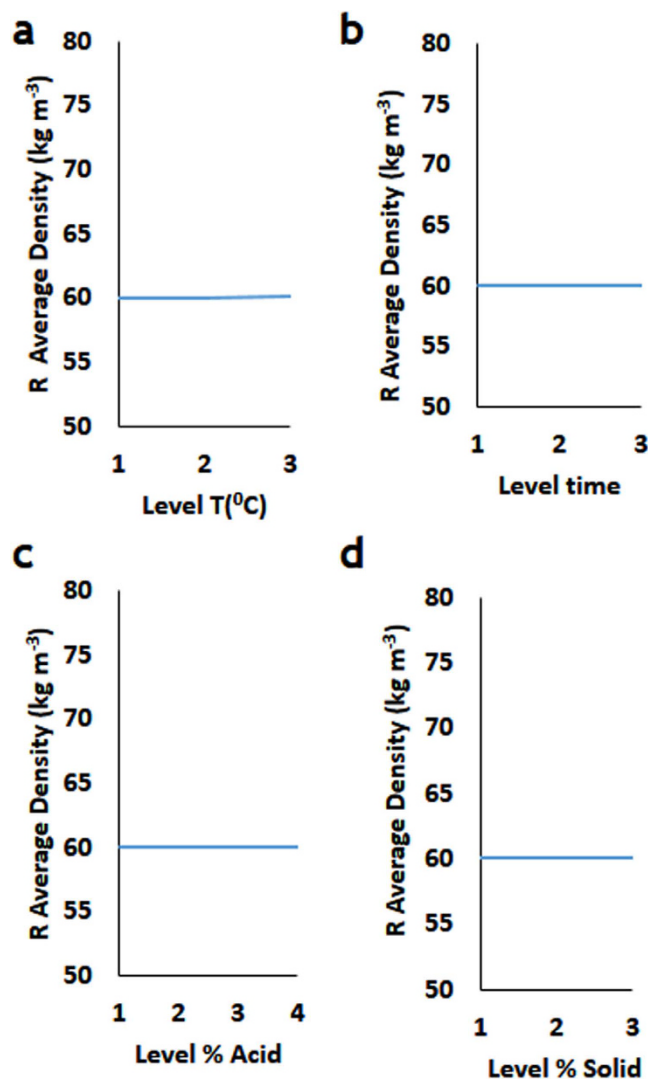 a
R Average Density (kg m⁻³)
80
75
70
65
60
55
50
1 2 3
Level T(⁰C)
b
R Average Density (kg m⁻³)
80
75
70
65
60
55
50
1 2 3
Level time
c
R Average Density (kg m⁻³)
80
75
70
65
60
55
50
1 2 3 4
Level % Acid
d
R Average Density (kg m⁻³)
80
75
70
65
60
55
50
1 2 3
Level % Solid